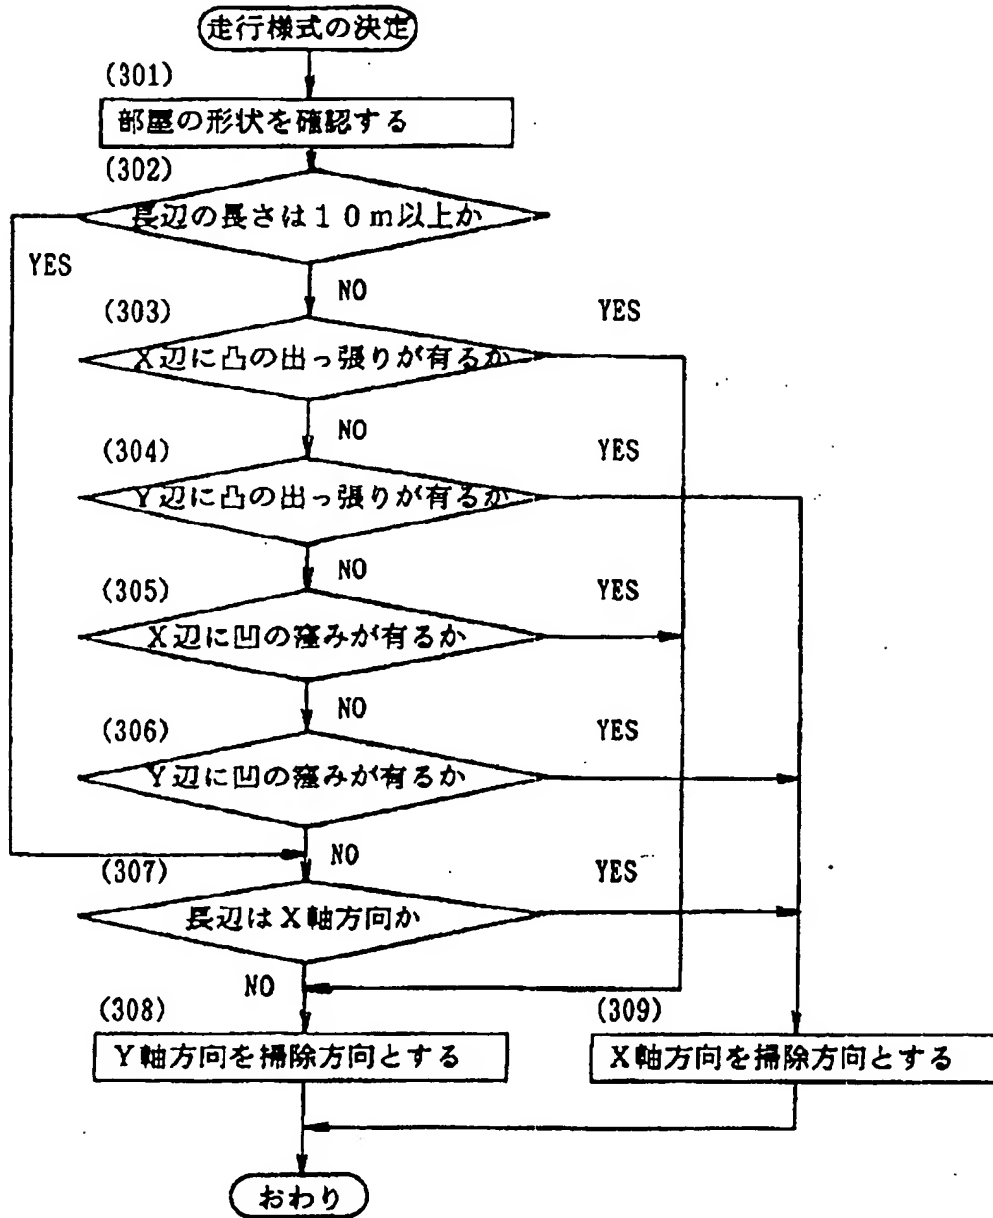 走行様式の決定
(301)
部屋の形状を確認する
(302)
長辺の長さは１０ｍ以上か
YES
NO
(303)
YES
Ｘ辺に凸の出っ張りが有るか
NO
(304)
YES
Ｙ辺に凸の出っ張りが有るか
NO
(305)
YES
Ｘ辺に凹の窪みが有るか
NO
(306)
YES
Ｙ辺に凹の窪みが有るか
NO
(307)
YES
長辺はＸ軸方向か
NO
(308)
(309)
Ｙ軸方向を掃除方向とする
Ｘ軸方向を掃除方向とする
おわり